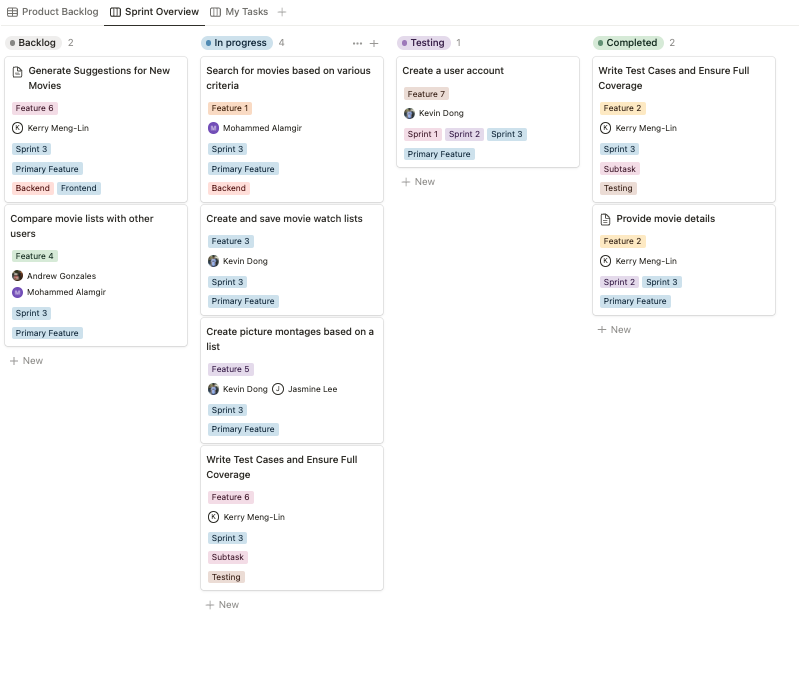 Product Backlog Sprint Overview My Tasks
Backlog 2
Generate Suggestions for New
Movies
Feature 6
K Kerry Meng-Lin
Sprint 3
Primary Feature
Backend Frontend
Compare movie lists with other
users
Feature 4
Andrew Gonzales
M Mohammed Alamgir
Sprint 3
Primary Feature
+ New
In progress 4
Search for movies based on various
criteria
Feature 1
M Mohammed Alamgir
Sprint 3
Primary Feature
Backend
Create and save movie watch lists
Feature 3
Kevin Dong
Sprint 3
Primary Feature
Create picture montages based on a
list
Feature 5
Kevin Dong J Jasmine Lee
Sprint 3
Primary Feature
Write Test Cases and Ensure Full
Coverage
Feature 6
K Kerry Meng-Lin
Sprint 3
Subtask
Testing
+ New
Testing 1
Create a user account
Feature 7
Kevin Dong
Sprint 1 Sprint 2 Sprint 3
Primary Feature
+ New
Completed 2
Write Test Cases and Ensure Full
Coverage
Feature 2
K Kerry Meng-Lin
Sprint 3
Subtask
Testing
Provide movie details
Feature 2
K Kerry Meng-Lin
Sprint 2 Sprint 3
Primary Feature
+ New